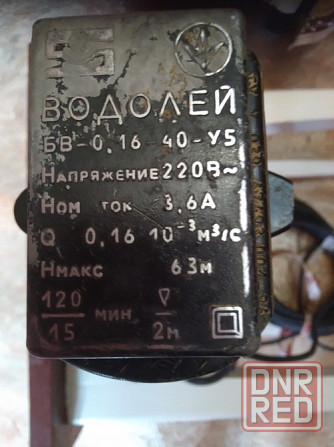 ВОДОЛЕЙ
БВ-0,16 40-У5
НАПРЯЖЕНИЕ 220В~
НОМ ТОК 3,6А
Q 0,16 10⁻³ м³/с
НМАКС 63м
120
15 МИН
▽
2м
DNR
RED